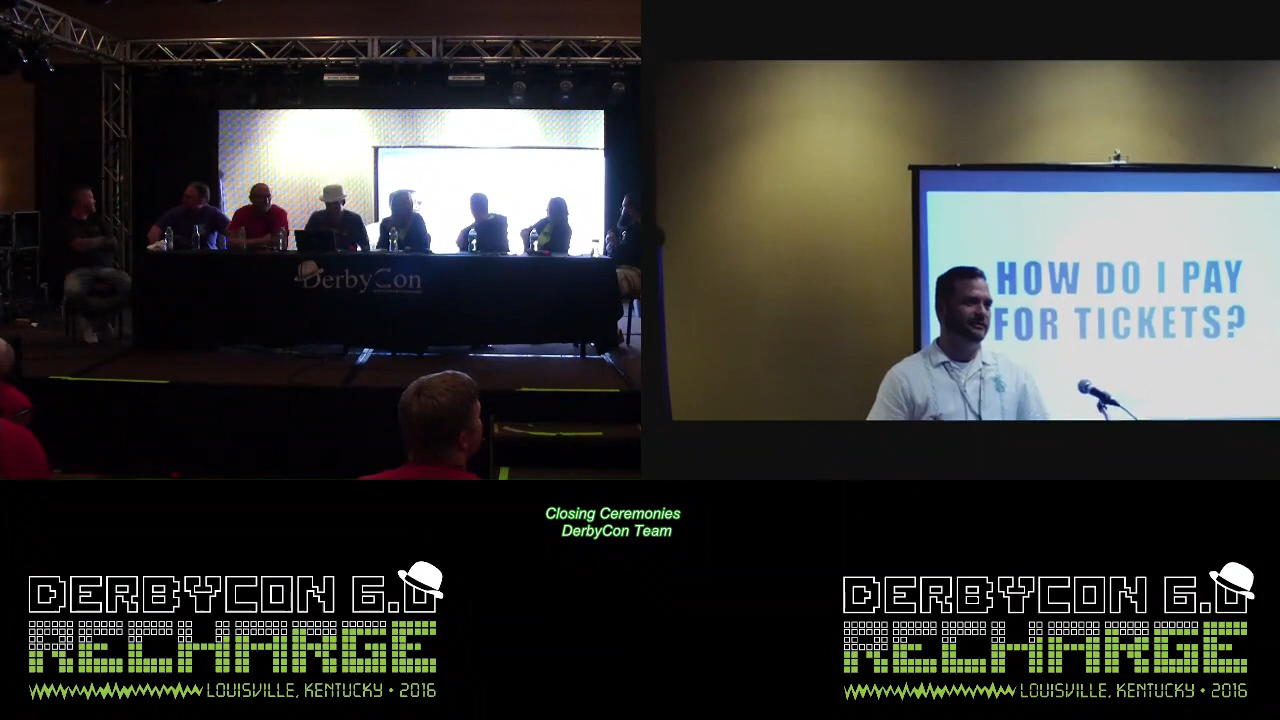 DerbyCon
HOW DO I PAY
FOR TICKETS?
Closing Ceremonies
DerbyCon Team
DERBYCON 6.0
RECHARGE
LOUISVILLE, KENTUCKY • 2016
DERBYCON 6.0
RECHARGE
LOUISVILLE, KENTUCKY • 2016